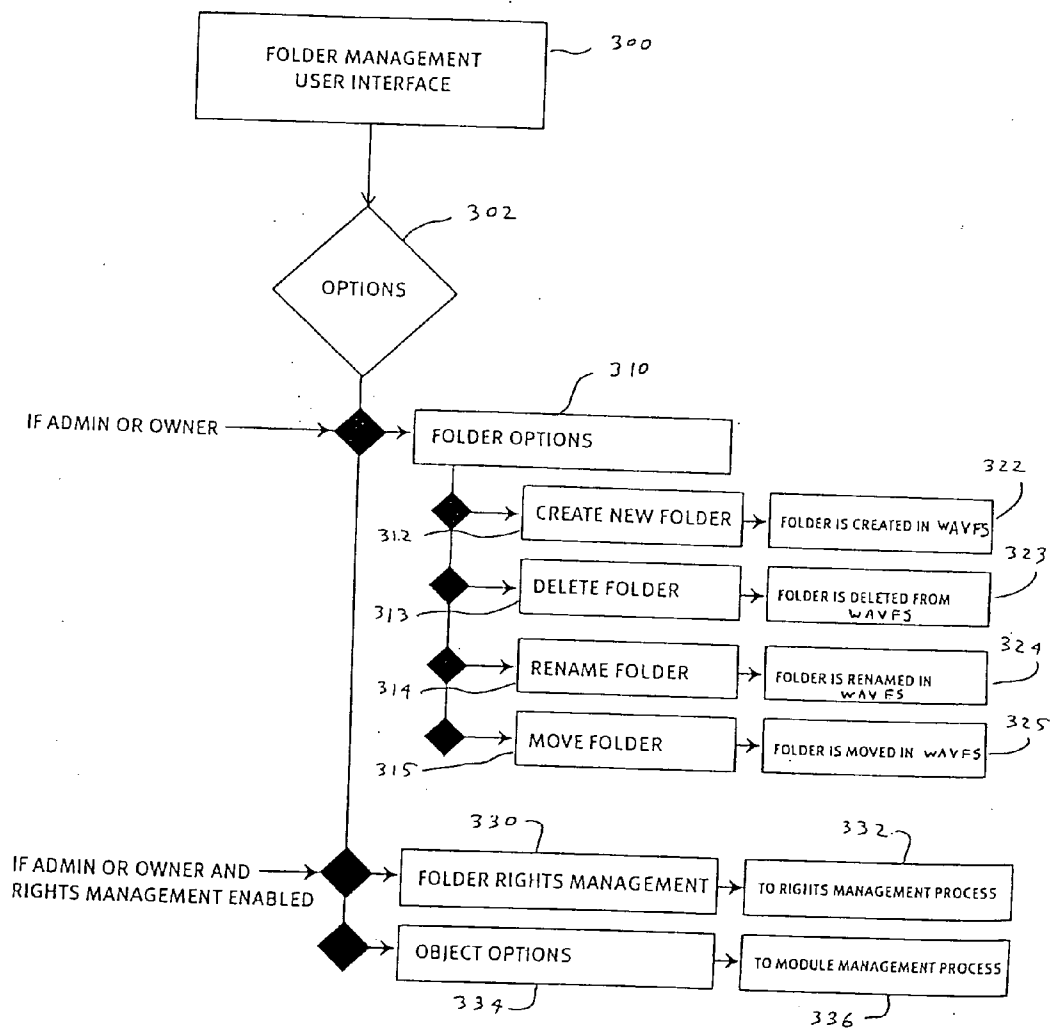 FOLDER MANAGEMENT
USER INTERFACE
300
302
OPTIONS
310
IF ADMIN OR OWNER
FOLDER OPTIONS
322
312
CREATE NEW FOLDER
FOLDER IS CREATED IN WAVFS
323
313
DELETE FOLDER
FOLDER IS DELETED FROM
WAVFS
324
314
RENAME FOLDER
FOLDER IS RENAMED IN
WAVFS
325
315
MOVE FOLDER
FOLDER IS MOVED IN WAVFS
330
332
IF ADMIN OR OWNER AND
RIGHTS MANAGEMENT ENABLED
FOLDER RIGHTS MANAGEMENT
TO RIGHTS MANAGEMENT PROCESS
OBJECT OPTIONS
TO MODULE MANAGEMENT PROCESS
334
336